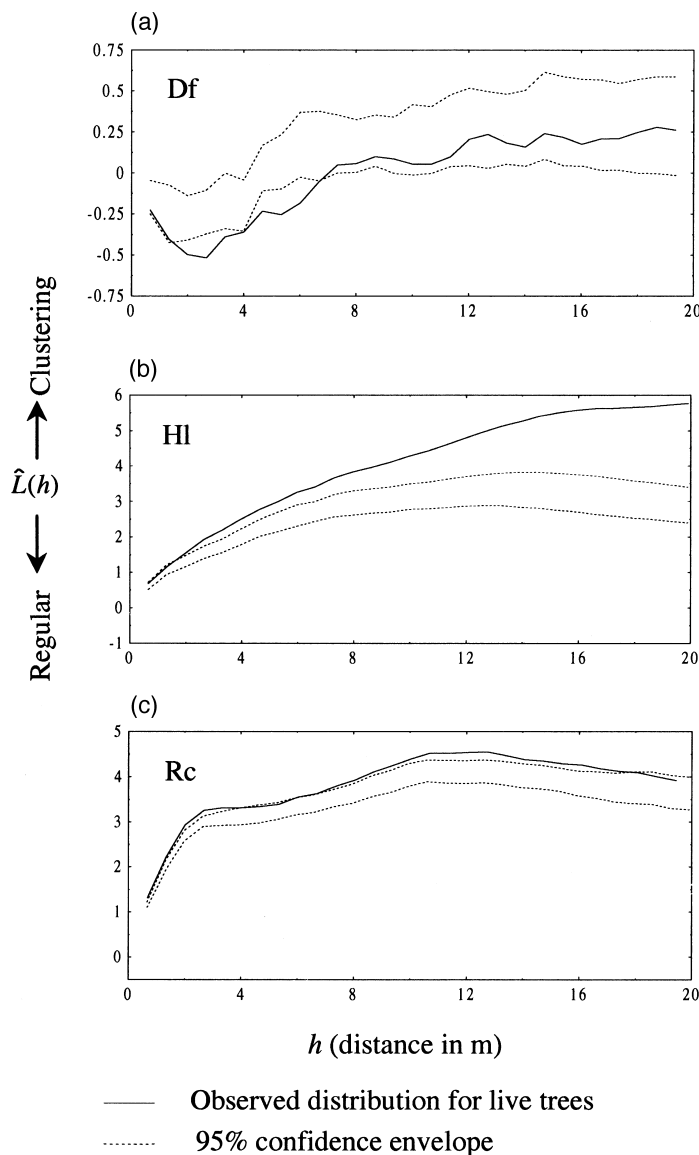 (a)
Df
0.75
0.5
0.25
0
-0.25
-0.5
-0.75
0 4 8 12 16 20
(b)
Hl
6
5
4
3
2
1
0
-1
0 4 8 12 16 20
(c)
Rc
5
4
3
2
1
0
0 4 8 12 16 20
Clustering
L̂(h)
Regular
h (distance in m)
Observed distribution for live trees
95% confidence envelope